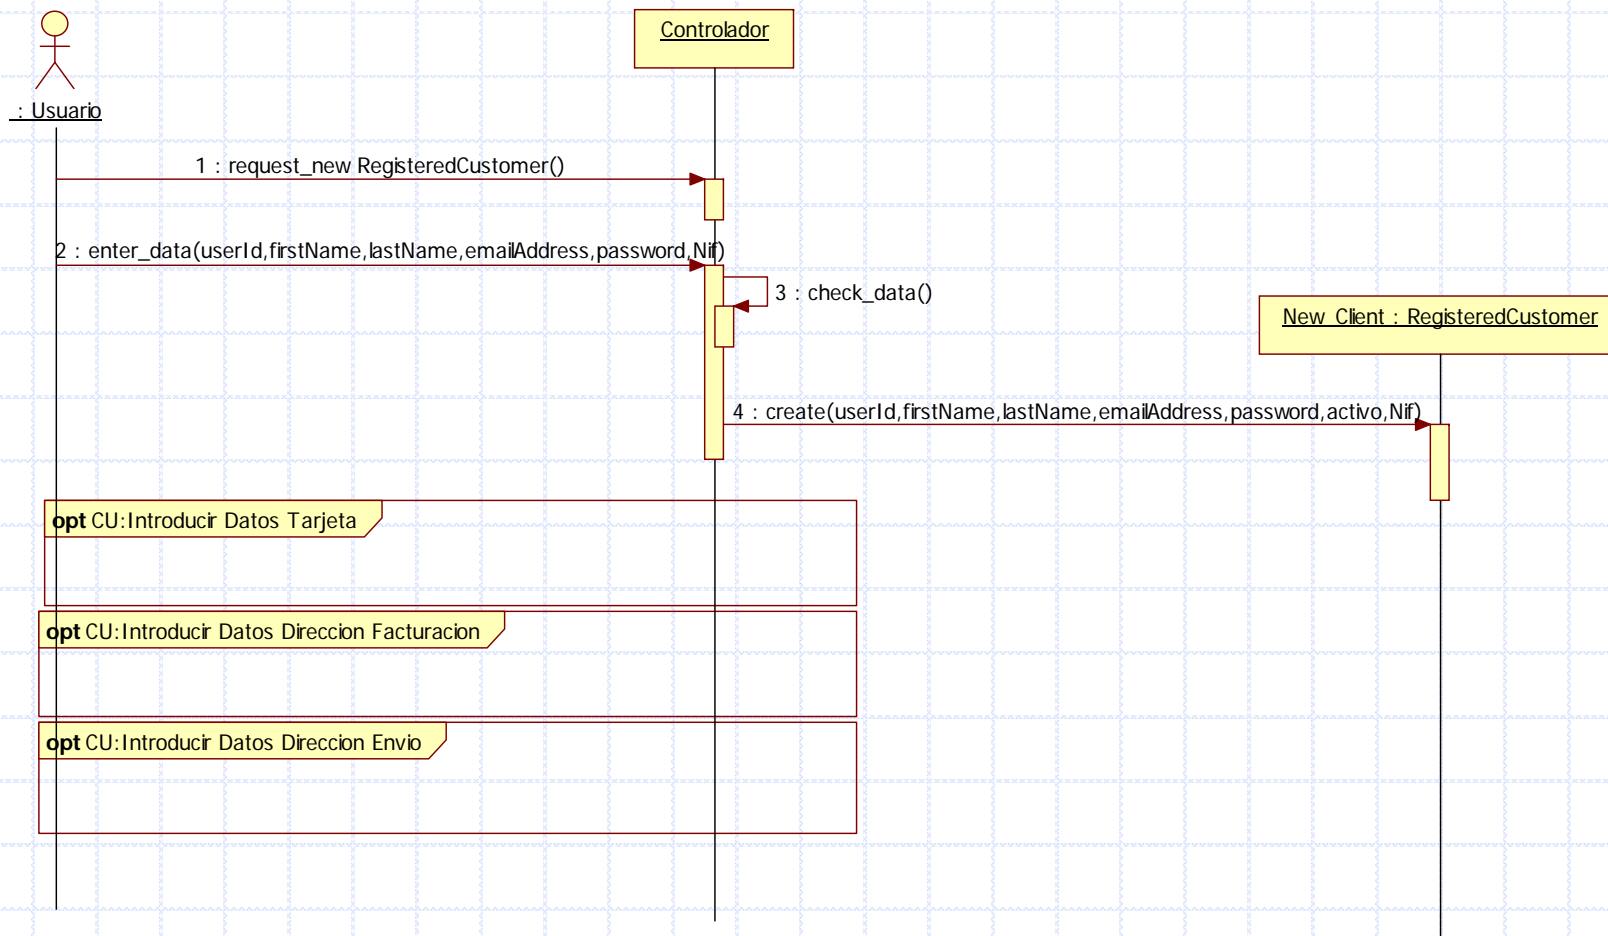 Controlador
: Usuario
1 : request_new RegisteredCustomer()
2 : enter_data(userId,firstName,lastName,emailAddress,password,Nif)
3 : check_data()
New Client : RegisteredCustomer
4 : create(userId,firstName,lastName,emailAddress,password,activo,Nif)
opt CU:Introducir Datos Tarjeta
opt CU:Introducir Datos Direccion Facturacion
opt CU:Introducir Datos Direccion Envio